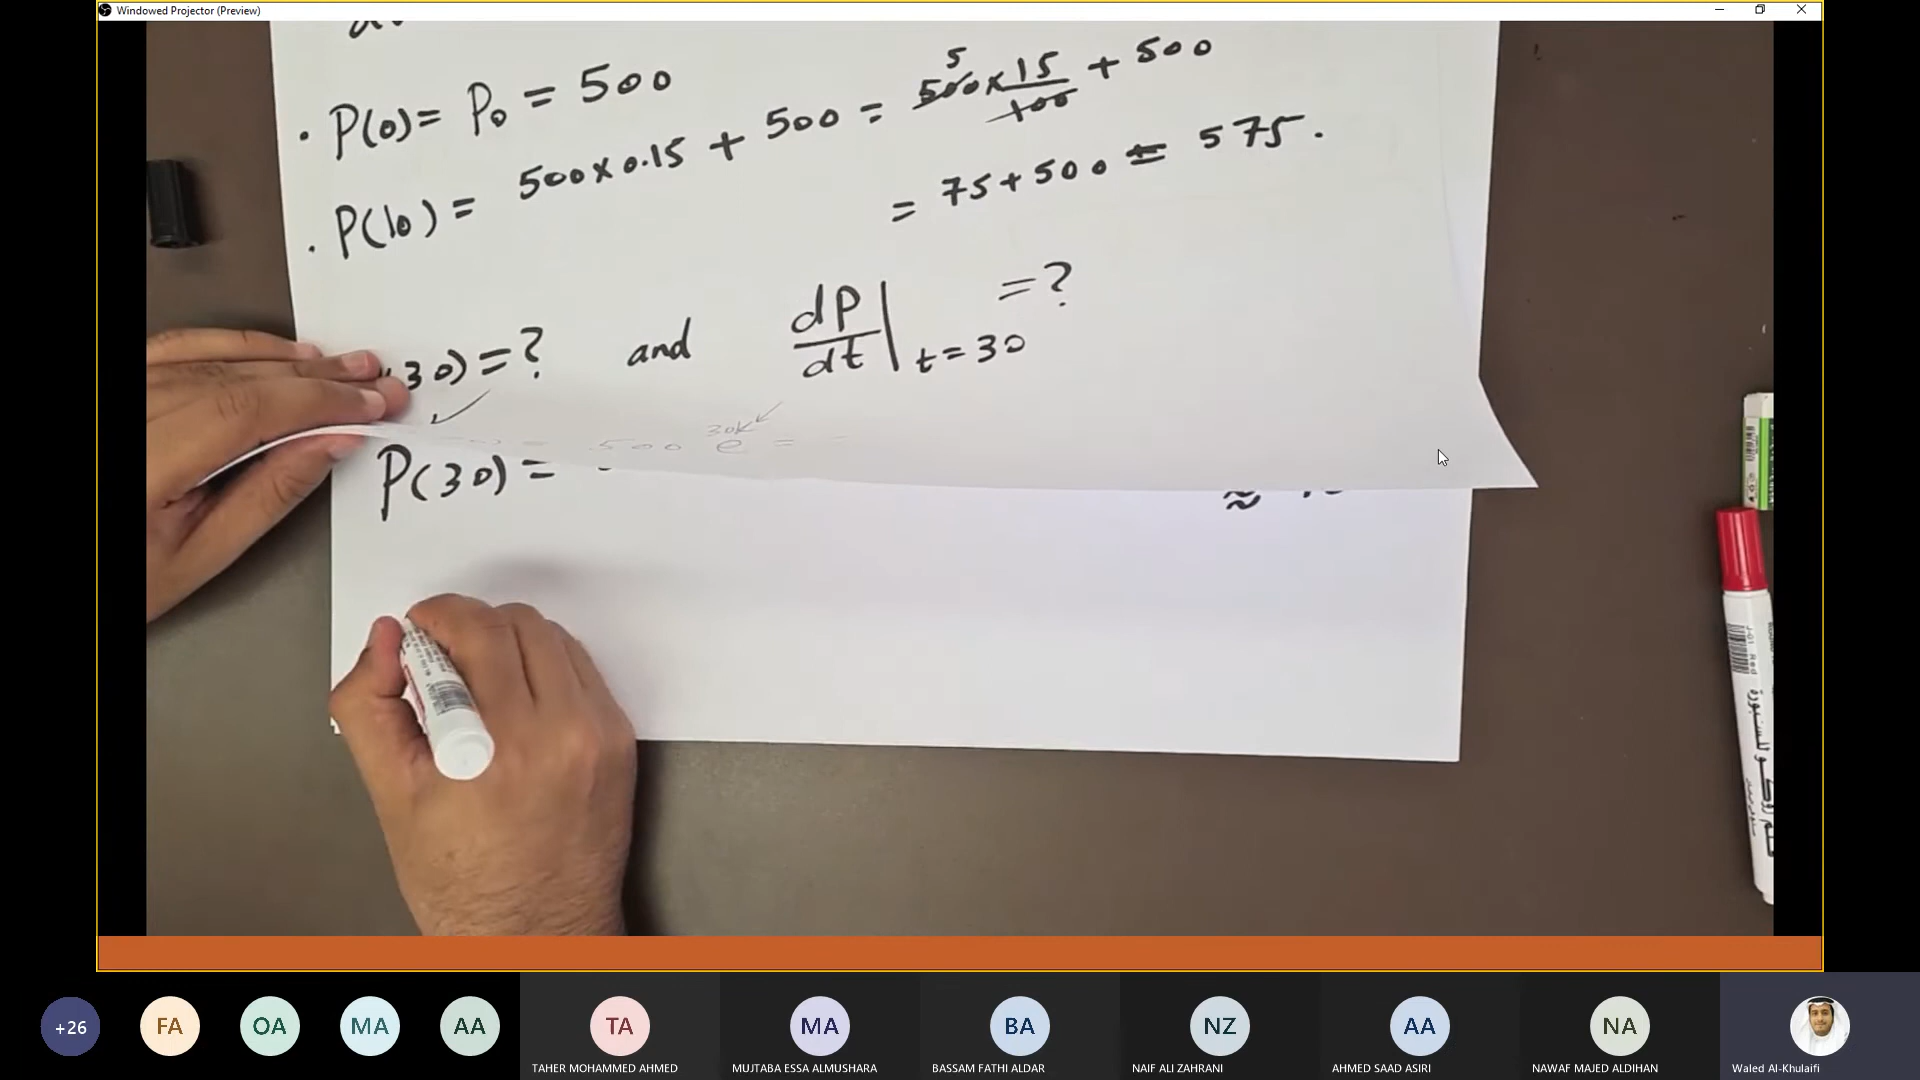 Windowed Projector (Preview)
P(0) = P0 = 500
5
P(10) = 500 x 0.15 + 500 = 500 x 15/100 + 500
= 75 + 500 = 575.
30) = ? and dP/dt | t = 30 = ?
500 e 30k =
P(30) =
≈
+26
FA
OA
MA
AA
TA
MA
BA
NZ
AA
NA
TAHER MOHAMMED AHMED
MUJTABA ESSA ALMUSHARA
BASSAM FATHI ALDAR
NAIF ALI ZAHRANI
AHMED SAAD ASIRI
NAWAF MAJED ALDIHAN
Waled Al-Khulaifi